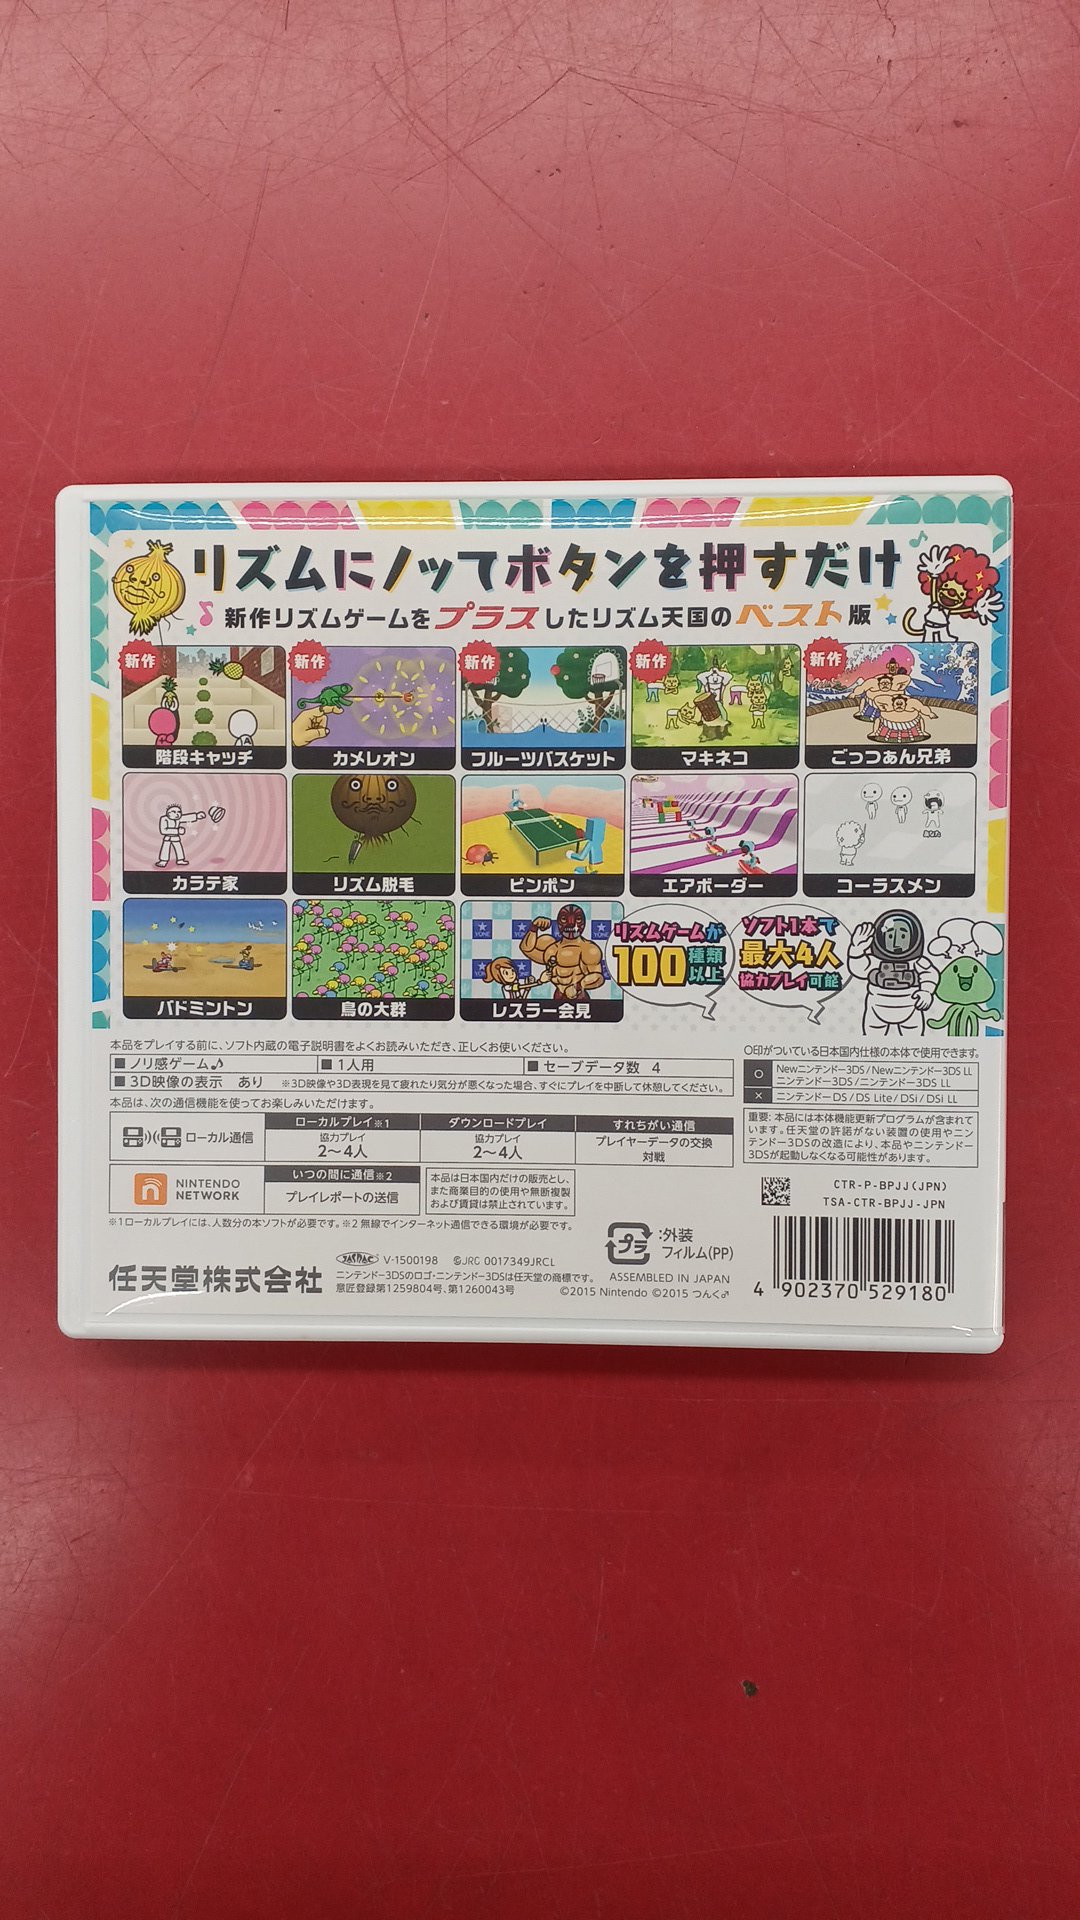 リズムにノッてボタンを押すだけ
新作リズムゲームをプラスしたリズム天国のベスト版
新作
新作
新作
新作
新作
階段キャッチ
カメレオン
フルーツバスケット
マキネコ
ごっつぁん兄弟
あなた
カラテ家
リズム脱毛
ピンポン
エアボーダー
コーラスメン
バドミントン
鳥の大群
レスラー会見
リズムゲームが
100種類以上
ソフト1本で
最大4人
協力プレイ可能
本品をプレイする前に、ソフト内蔵の電子説明書をよくお読みいただき、正しくお使いください。
■ノリ感ゲーム♪
■1人用
■セーブデータ数 4
■3D映像の表示 あり ※3D映像や3D表現を見て疲れたり気分が悪くなった場合、すぐにプレイを中断して休憩してください。
本品は、次の通信機能を使ってお楽しみいただけます。
ローカル通信
ローカルプレイ※1
協力プレイ
2〜4人
ダウンロードプレイ
協力プレイ
2〜4人
すれちがい通信
プレイヤーデータの交換
対戦
NINTENDO
NETWORK
いつの間に通信※2
プレイレポートの送信
本品は日本国内だけの販売とし、
また商業目的の使用や無断複製
および賃貸は禁止されています。
※1 ローカルプレイには、人数分の本ソフトが必要です。※2 無線でインターネット通信できる環境が必要です。
○印がついている日本国内仕様の本体で使用できます。
○
Newニンテンドー3DS/Newニンテンドー3DS LL
ニンテンドー3DS/ニンテンドー3DS LL
×
ニンテンドーDS/DS Lite/DSi/DSi LL
重要:本品には本体機能更新プログラムが含まれて
います。任天堂の許諾がない装置の使用やニン
テンドー3DSの改造により、本品やニンテンドー
3DSが起動しなくなる可能性があります。
CTR-P-BPJJ(JPN)
TSA-CTR-BPJJ-JPN
プラ
:外装
フィルム(PP)
任天堂株式会社
JASRAC V-1500198 ©JRC 0017349JRCL
ニンテンドー3DSのロゴ・ニンテンドー3DSは任天堂の商標です。
意匠登録第1259804号、第1260043号
ASSEMBLED IN JAPAN
©2015 Nintendo ©2015 つんく♂
4 902370 529180